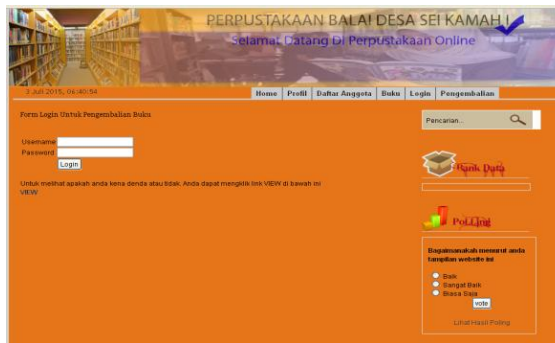 PERPUSTAKAAN BALAI DESA SEI KAMAH I
Selamat Datang Di Perpustakaan Online
3 Juli 2015, 06:40:54
Home Profil Daftar Anggota Buku Login Pengembalian
Form Login Untuk Pengembalian Buku
Pencarian...
Username
Password
Login
Untuk melihat apakah anda kena denda atau tidak. Anda dapat mengklik link VIEW di bawah ini
VIEW
Bank Data
PoLLing
Bagaimanakah menurut anda
tampilan website ini
Baik
Sangat Baik
Biasa Saja
vote
Lihat Hasil Poling